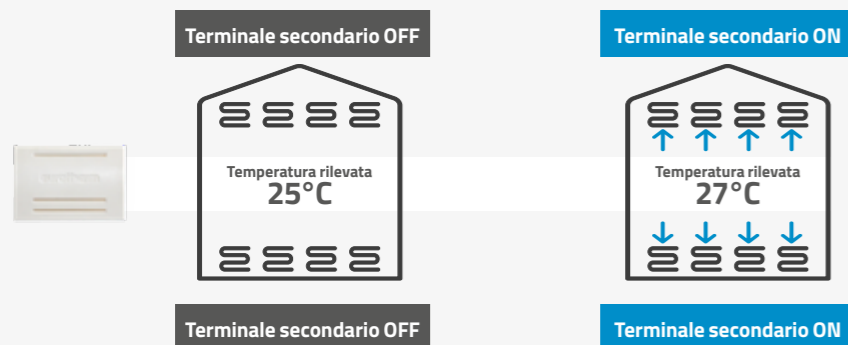 Terminale secondario OFF
Terminale secondario ON
Temperatura rilevata
25°C
Temperatura rilevata
27°C
Terminale secondario OFF
Terminale secondario ON